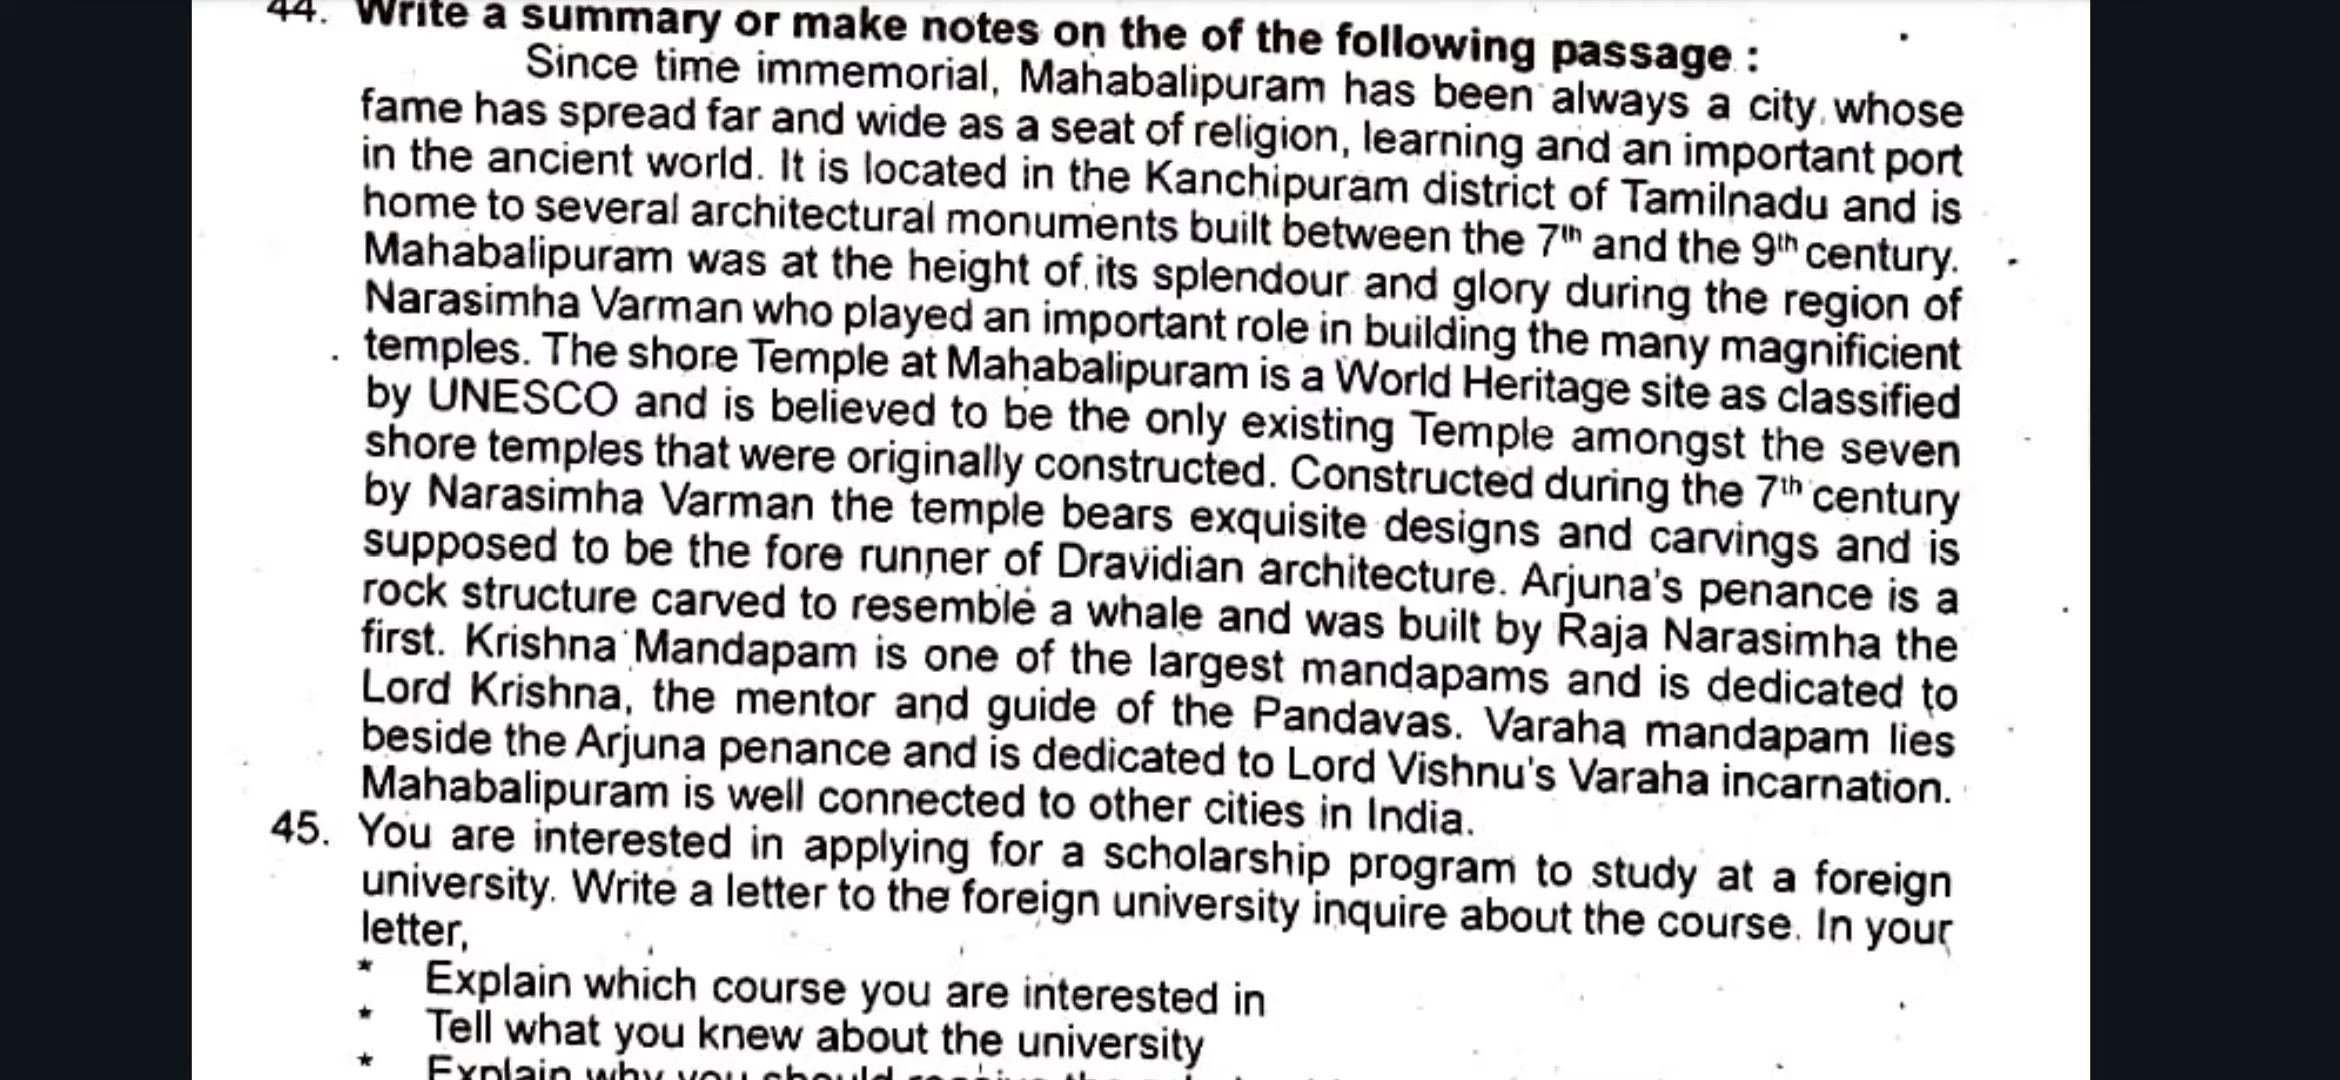 44. Write a summary or make notes on the of the following passage :
Since time immemorial, Mahabalipuram has been always a city whose
fame has spread far and wide as a seat of religion, learning and an important port
in the ancient world. It is located in the Kanchipuram district of Tamilnadu and is
home to several architectural monuments built between the 7th and the 9th century.
Mahabalipuram was at the height of its splendour and glory during the region of
Narasimha Varman who played an important role in building the many magnificient
temples. The shore Temple at Mahabalipuram is a World Heritage site as classified
by UNESCO and is believed to be the only existing Temple amongst the seven
shore temples that were originally constructed. Constructed during the 7th century
by Narasimha Varman the temple bears exquisite designs and carvings and is
supposed to be the fore runner of Dravidian architecture. Arjuna's penance is a
rock structure carved to resemble a whale and was built by Raja Narasimha the
first. Krishna Mandapam is one of the largest mandapams and is dedicated to
Lord Krishna, the mentor and guide of the Pandavas. Varaha mandapam lies
beside the Arjuna penance and is dedicated to Lord Vishnu's Varaha incarnation.
Mahabalipuram is well connected to other cities in India.
45. You are interested in applying for a scholarship program to study at a foreign
university. Write a letter to the foreign university inquire about the course. In your
letter,
* Explain which course you are interested in
* Tell what you knew about the university
* Explain why you should